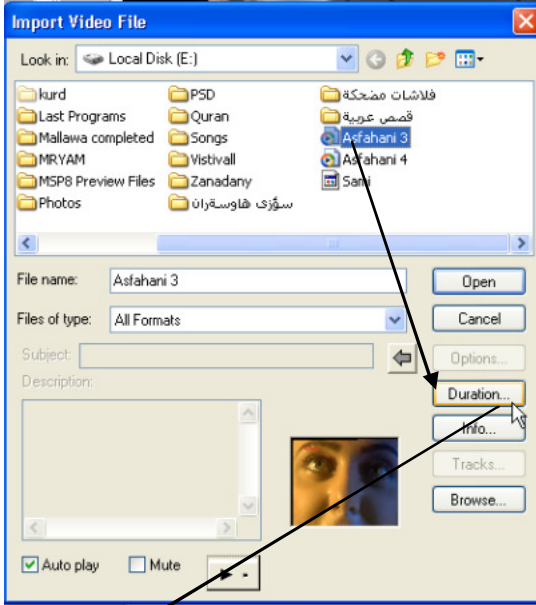 Import Video File
Look in: Local Disk (E:)
kurd
Last Programs
Mallawa completed
MRYAM
MSP8 Preview Files
Photos
PSD
Quran
Songs
Vistivall
Zanadany
سؤزى هاوسةران
فلاشات مضحكة
قصص عربية
Asfahani 3
Asfahani 4
Sami
File name: Asfahani 3
Open
Files of type: All Formats
Cancel
Subject:
Options...
Description:
Duration...
Info...
Tracks...
Browse...
Auto play Mute